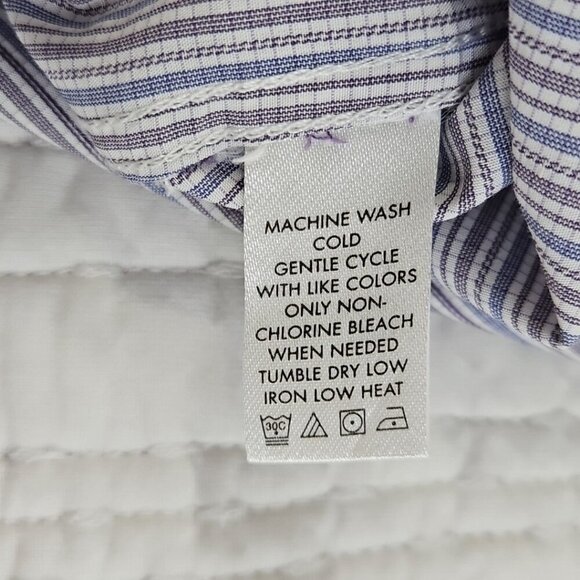 MACHINE WASH
COLD
GENTLE CYCLE
WITH LIKE COLORS
ONLY NON-
CHLORINE BLEACH
WHEN NEEDED
TUMBLE DRY LOW
IRON LOW HEAT
30C